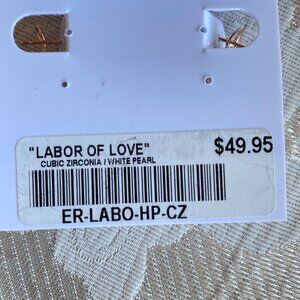 "LABOR OF LOVE" $49.95
CUBIC ZIRCONIA / WHITE PEARL
ER-LABO-HP-CZ